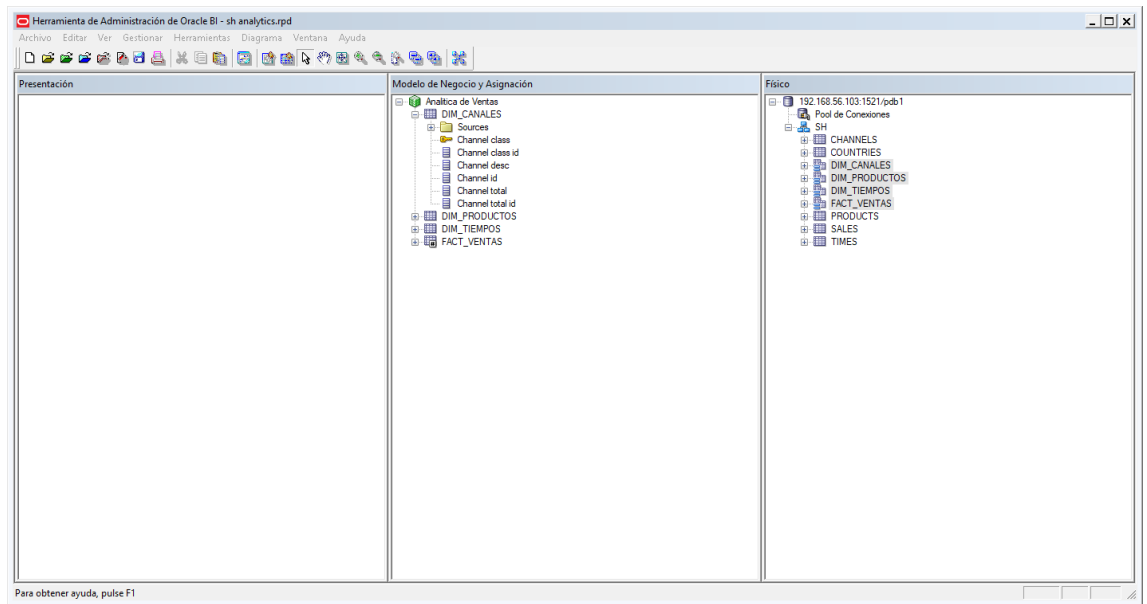 Herramienta de Administración de Oracle BI - sh analytics.rpd
Archivo Editar Ver Gestionar Herramientas Diagrama Ventana Ayuda
Presentación
Modelo de Negocio y Asignación
Analitica de Ventas
DIM_CANALES
Sources
Channel class
Channel class id
Channel desc
Channel id
Channel total
Channel total id
DIM_PRODUCTOS
DIM_TIEMPOS
FACT_VENTAS
Físico
192.168.56.103:1521/pdb1
Pool de Conexiones
SH
CHANNELS
COUNTRIES
DIM_CANALES
DIM_PRODUCTOS
DIM_TIEMPOS
FACT_VENTAS
PRODUCTS
SALES
TIMES
Para obtener ayuda, pulse F1